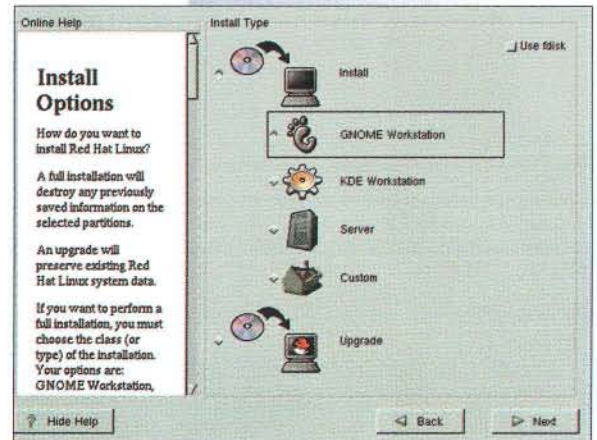 Online Help
Install
Options
How do you want to
install Red Hat Linux?
A full installation will
destroy any previously
saved information on the
selected partitions.
An upgrade will
preserve existing Red
Hat Linux system data.
If you want to perform a
full installation, you must
choose the class (or
type) of the installation.
Your options are:
GNOME Workstation,
Install Type
Use fdisk
Install
GNOME Workstation
KDE Workstation
Server
Custom
Upgrade
Hide Help
Back
Next